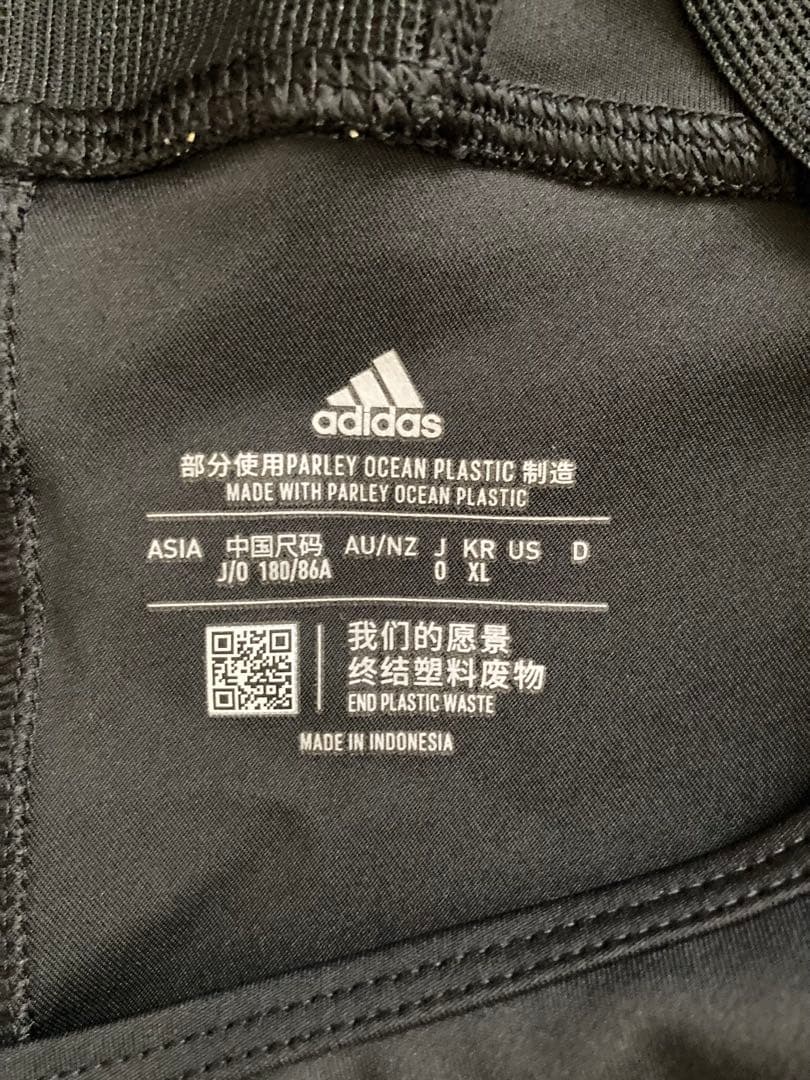 adidas
部分使用PARLEY OCEAN PLASTIC 制造
MADE WITH PARLEY OCEAN PLASTIC
ASIA 中国尺码 AU/NZ J KR US D
J/O 180/86A O XL
我们的愿景
终结塑料废物
END PLASTIC WASTE
MADE IN INDONESIA